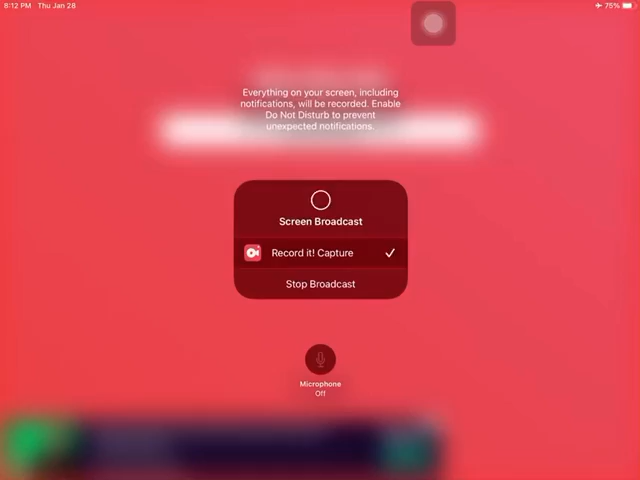 8:12 PM Thu Jan 28
75%
Everything on your screen, including
notifications, will be recorded. Enable
Do Not Disturb to prevent
unexpected notifications.
Screen Broadcast
Record it! Capture
Stop Broadcast
Microphone
Off